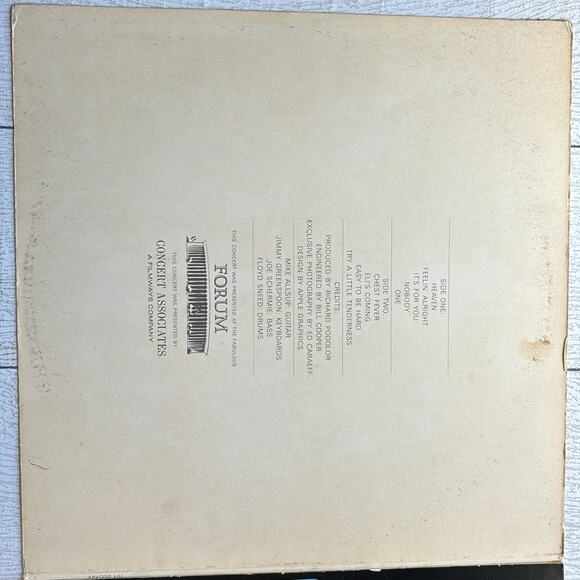 SIDE ONE:
HEAVEN
FEELIN' ALRIGHT
IT'S FOR YOU
NOBODY
ONE
SIDE TWO
CHEST FEVER
ELI'S COMING
EASY TO BE HARD
TRY A LITTLE TENDERNESS
CREDITS:
PRODUCED BY RICHARD PODOLOR
ENGINEERED BY BILL COOPER
EXCLUSIVE PHOTOGRAPHY BY ED CARAEFF
DESIGN BY APPLE GRAPHICS
MIKE ALLSUP: GUITAR
JIMMY GREENSPOON: KEYBOARDS
JOE SCHERMIE: BASS
FLOYD SNEED: DRUMS
THIS CONCERT WAS PRESENTED AT THE FABULOUS
FORUM
THIS CONCERT WAS PRESENTED BY
CONCERT ASSOCIATES
A FILMWAYS COMPANY